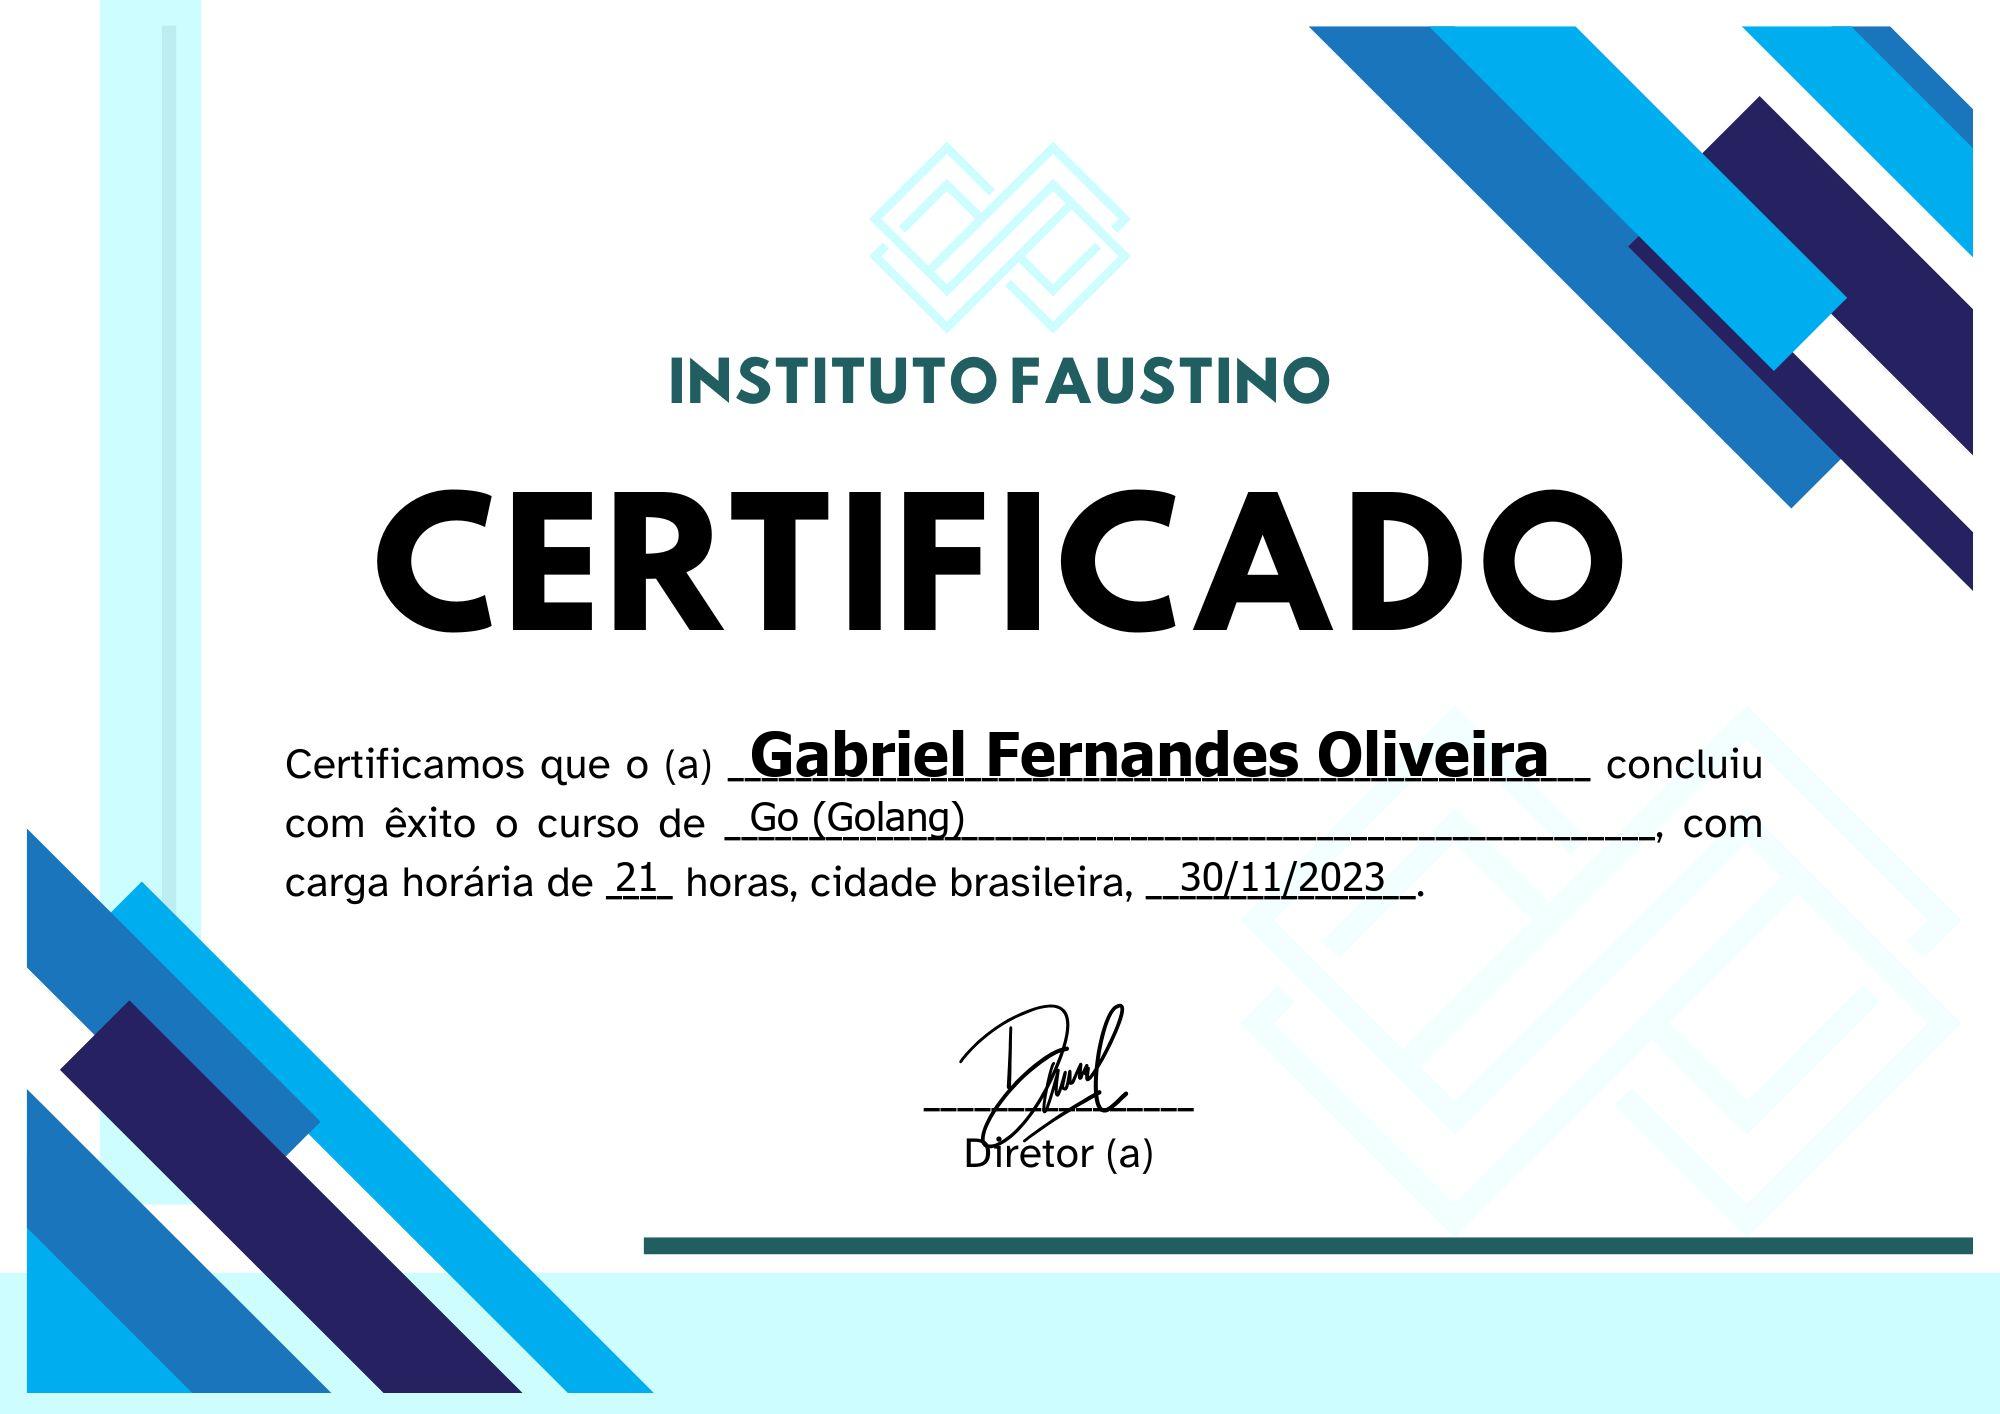 INSTITUTO FAUSTINO
CERTIFICADO
Certificamos que o (a) Gabriel Fernandes Oliveira concluiu
com êxito o curso de Go (Golang), com
carga horária de 21 horas, cidade brasileira, 30/11/2023.
Diretor (a)